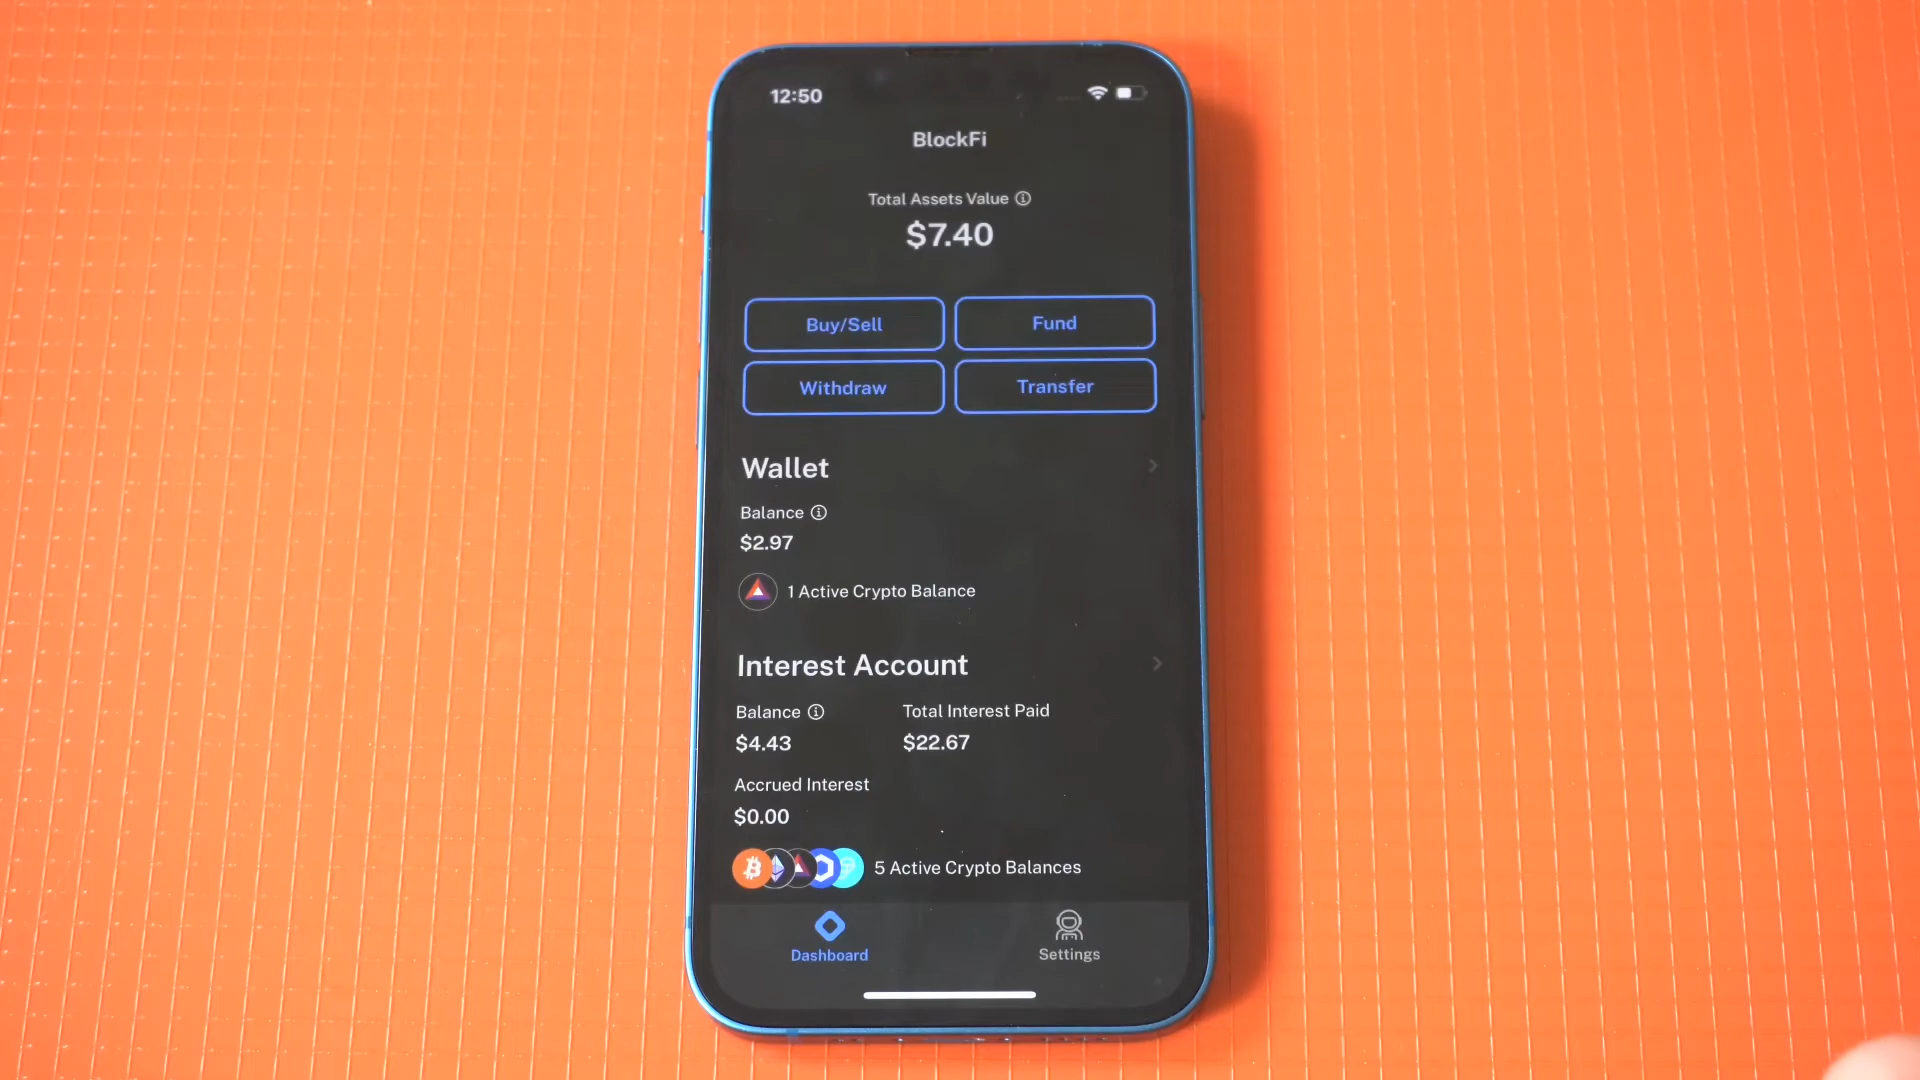 12:50
BlockFi
Total Assets Value
$7.40
Buy/Sell Fund
Withdraw Transfer
Wallet
Balance
$2.97
1 Active Crypto Balance
Interest Account
Balance Total Interest Paid
$4.43 $22.67
Accrued Interest
$0.00
5 Active Crypto Balances
Dashboard Settings